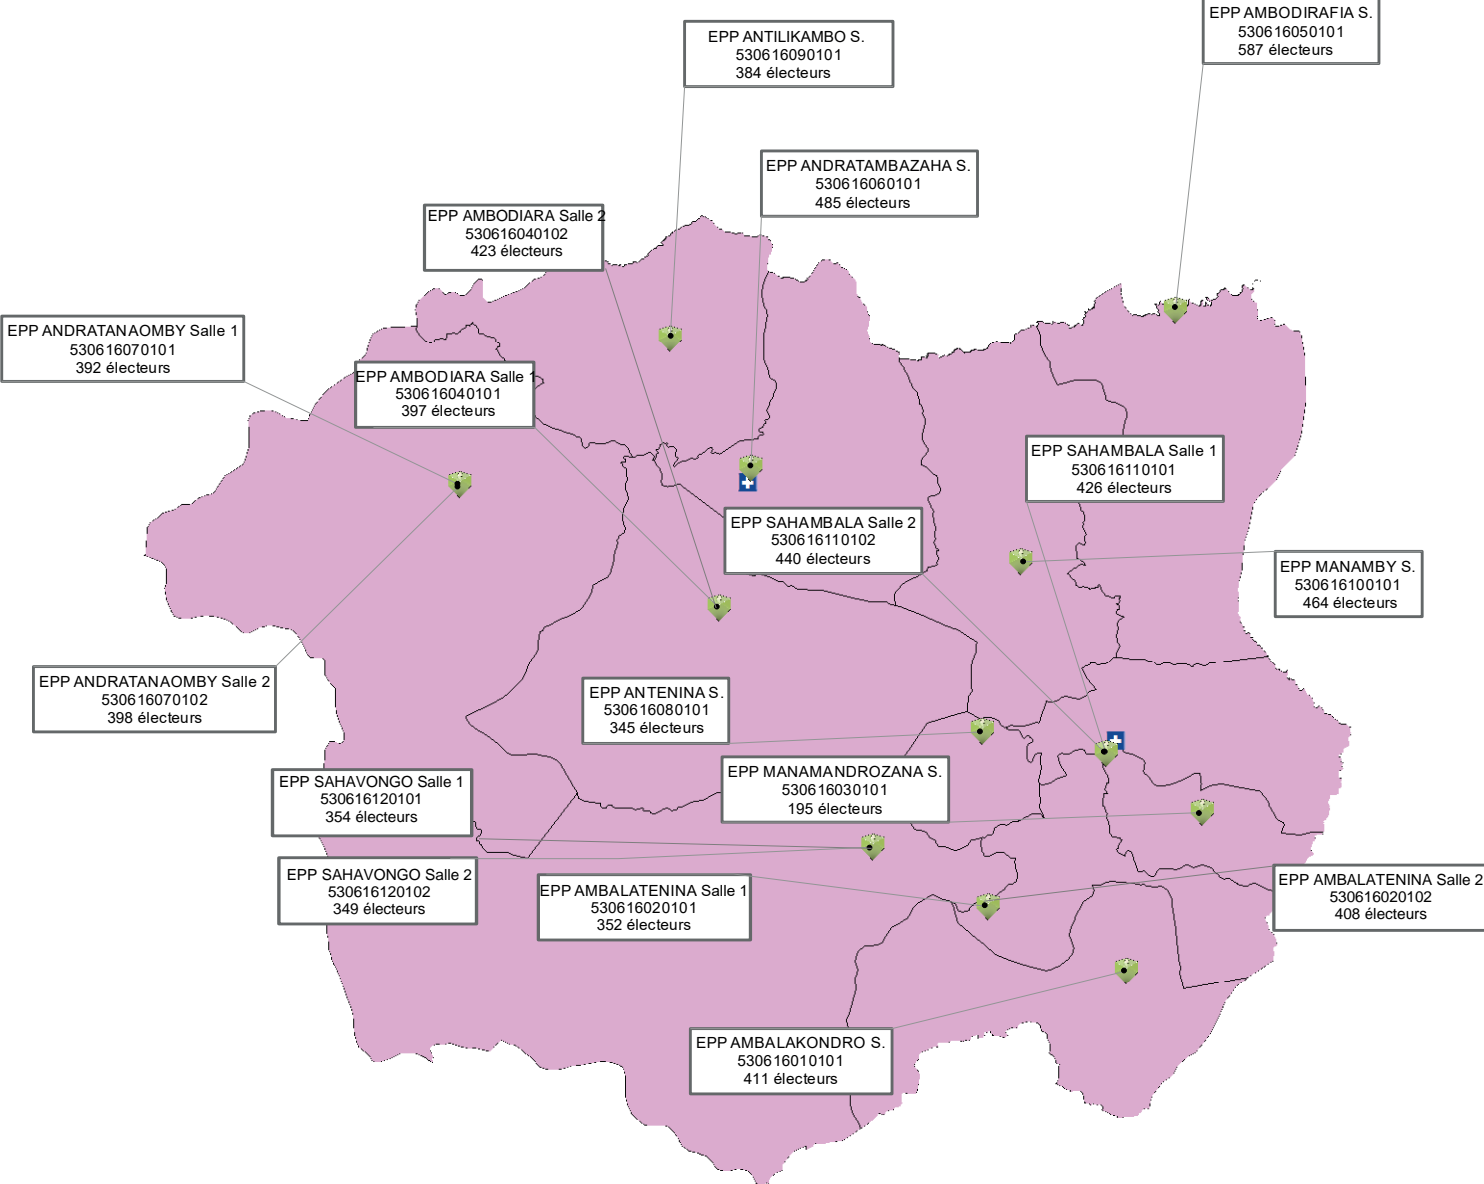 EPP AMBODIRAFIA S.
530616050101
587 électeurs
EPP ANTILIKAMBO S.
530616090101
384 électeurs
EPP ANDRATAMBAZAHA S.
530616060101
485 électeurs
EPP AMBODIARA Salle 2
530616040102
423 électeurs
EPP ANDRATANAOMBY Salle 1
530616070101
392 électeurs
EPP AMBODIARA Salle 1
530616040101
397 électeurs
EPP SAHAMBALA Salle 1
530616110101
426 électeurs
EPP SAHAMBALA Salle 2
530616110102
440 électeurs
EPP MANAMBY S.
530616100101
464 électeurs
EPP ANDRATANAOMBY Salle 2
530616070102
398 électeurs
EPP ANTENINA S.
530616080101
345 électeurs
EPP MANAMANDROZANA S.
530616030101
195 électeurs
EPP SAHAVONGO Salle 1
530616120101
354 électeurs
EPP SAHAVONGO Salle 2
530616120102
349 électeurs
EPP AMBALATENINA Salle 1
530616020101
352 électeurs
EPP AMBALATENINA Salle 2
530616020102
408 électeurs
EPP AMBALAKONDRO S.
530616010101
411 électeurs